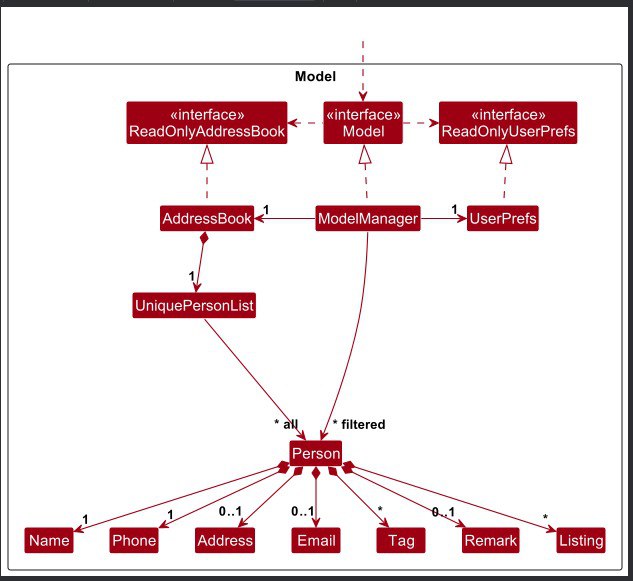 Model
«interface»
ReadOnlyAddressBook
«interface»
Model
«interface»
ReadOnlyUserPrefs
AddressBook
1
ModelManager
1
UserPrefs
1
UniquePersonList
* all
* filtered
Person
1
1
0..1
0..1
*
0..1
*
Name
Phone
Address
Email
Tag
Remark
Listing